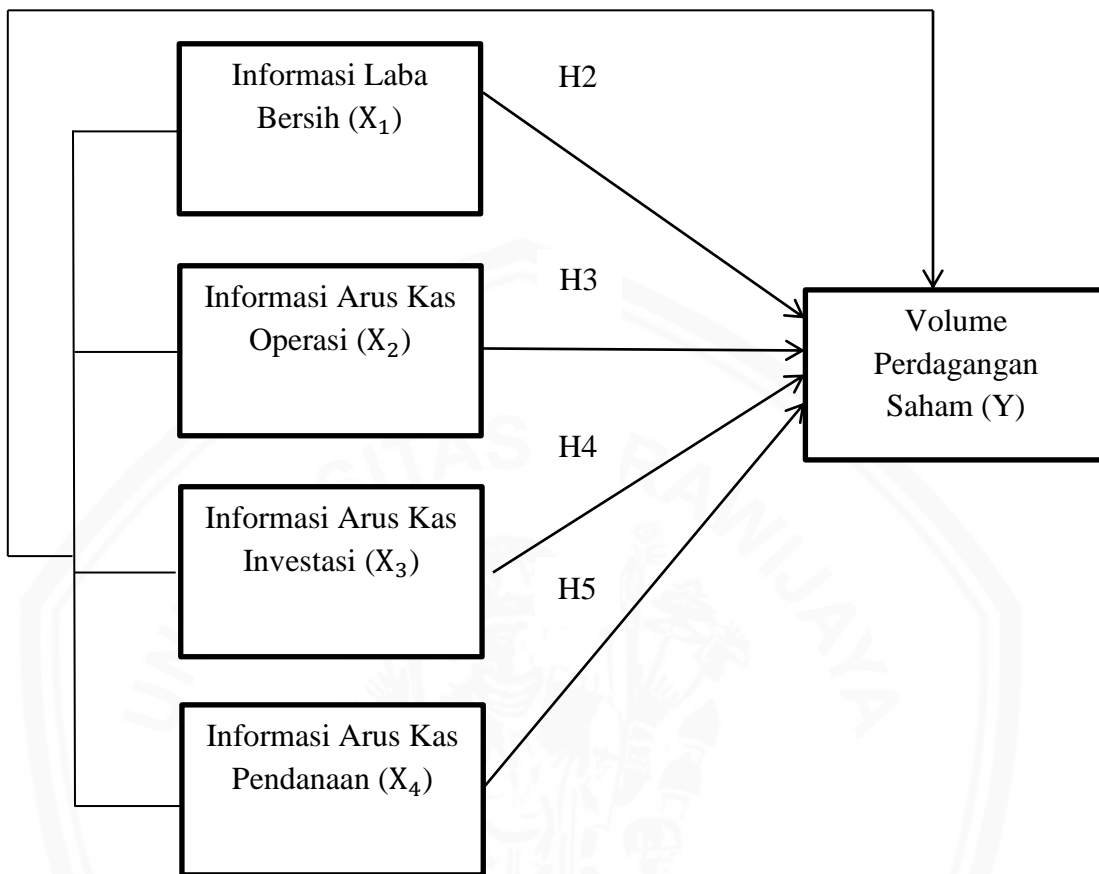 Informasi Laba
Bersih (X₁)
H2
Informasi Arus Kas
Operasi (X₂)
H3
Volume
Perdagangan
Saham (Y)
Informasi Arus Kas
Investasi (X₃)
H4
Informasi Arus Kas
Pendanaan (X₄)
H5